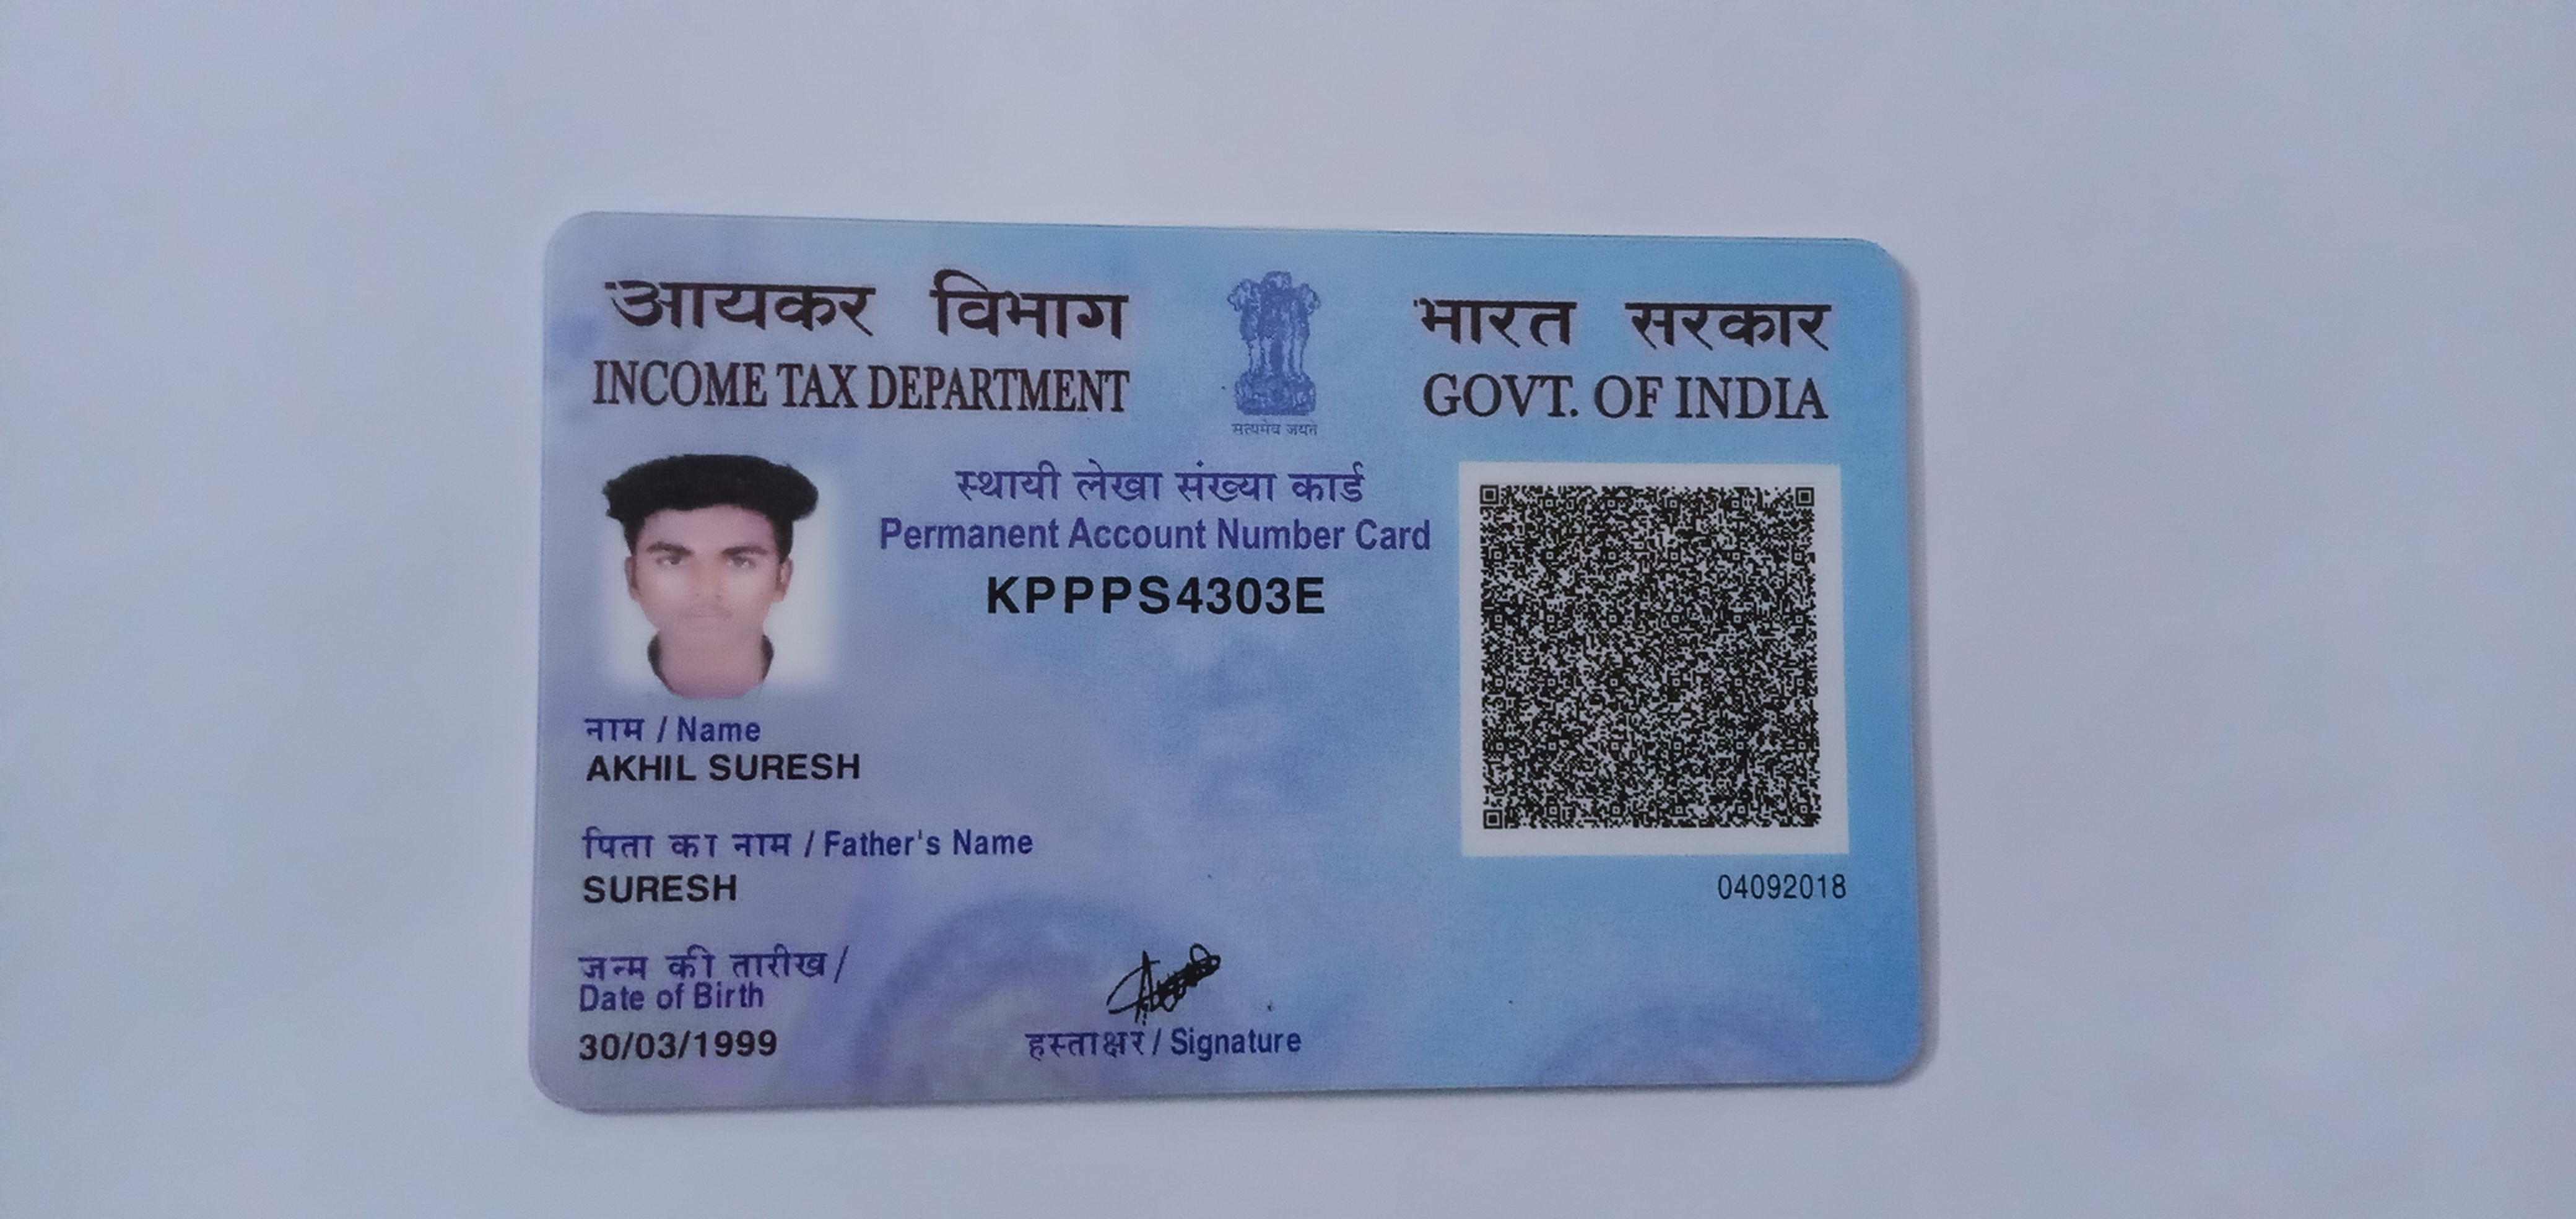 आयकर विभाग
INCOME TAX DEPARTMENT
सत्यमेव जयते
भारत सरकार
GOVT. OF INDIA
स्थायी लेखा संख्या कार्ड
Permanent Account Number Card
KPPPS4303E
नाम / Name
AKHIL SURESH
पिता का नाम / Father's Name
SURESH
04092018
जन्म की तारीख /
Date of Birth
30/03/1999
हस्ताक्षर / Signature